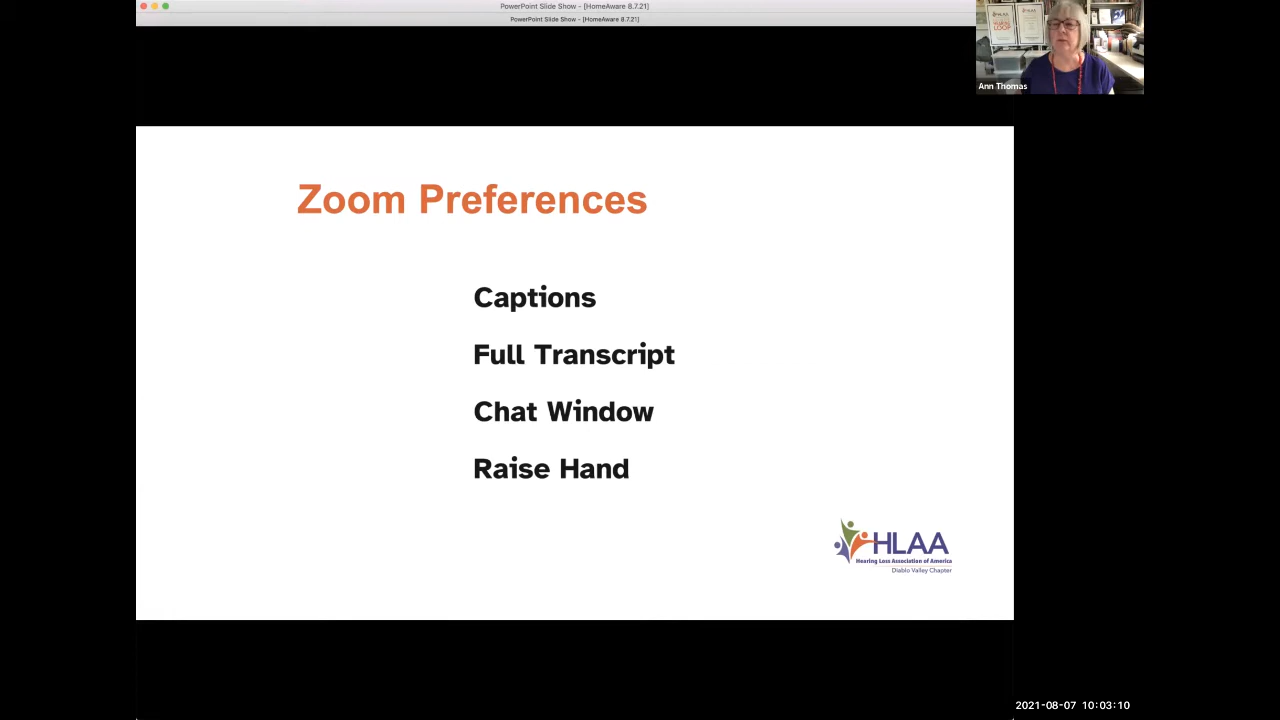 PowerPoint Slide Show - [HomeAware 8.7.21]
PowerPoint Slide Show - [HomeAware 8.7.21]
HLAA
LOOP
Ann Thomas
Zoom Preferences
Captions
Full Transcript
Chat Window
Raise Hand
HLAA
Hearing Loss Association of America
Diablo Valley Chapter
2021-08-07 10:03:10